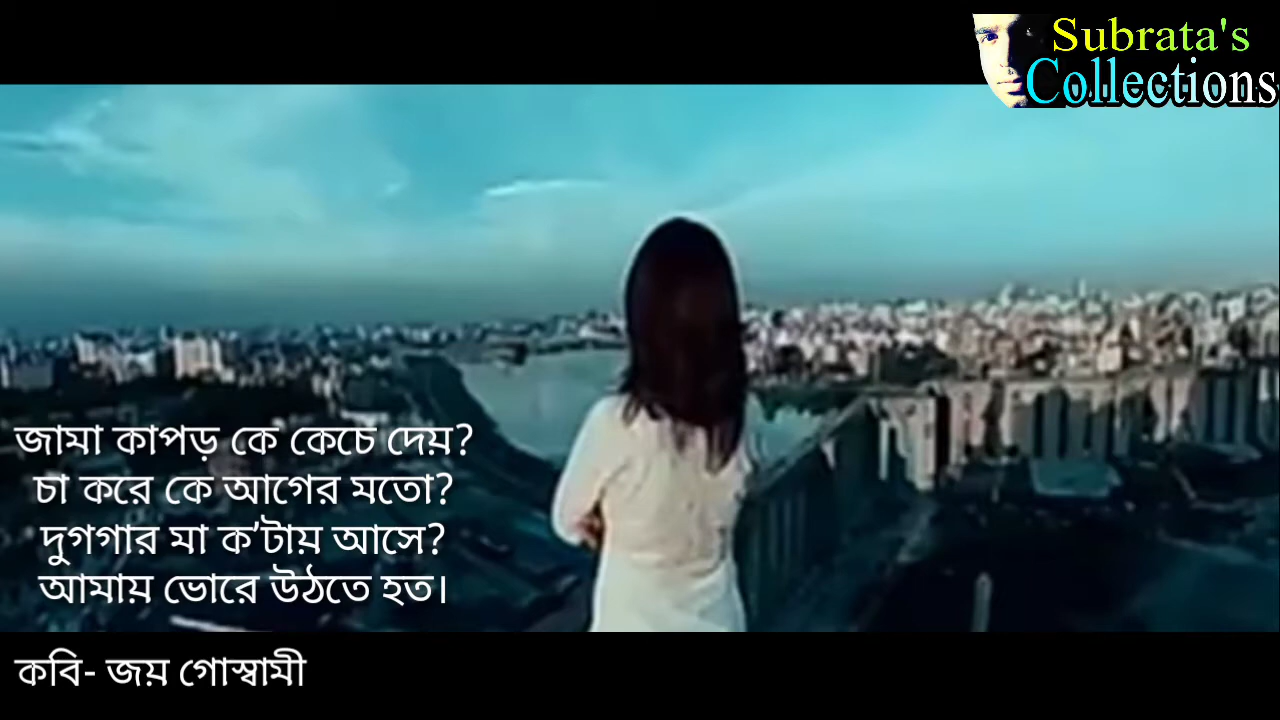 Subrata's
Collections
জামা কাপড় কে কেচে দেয়?
চা করে কে আগের মতো?
দুগগার মা ক’টায় আসে?
আমায় ভোরে উঠতে হত।
কবি- জয় গোস্বামী